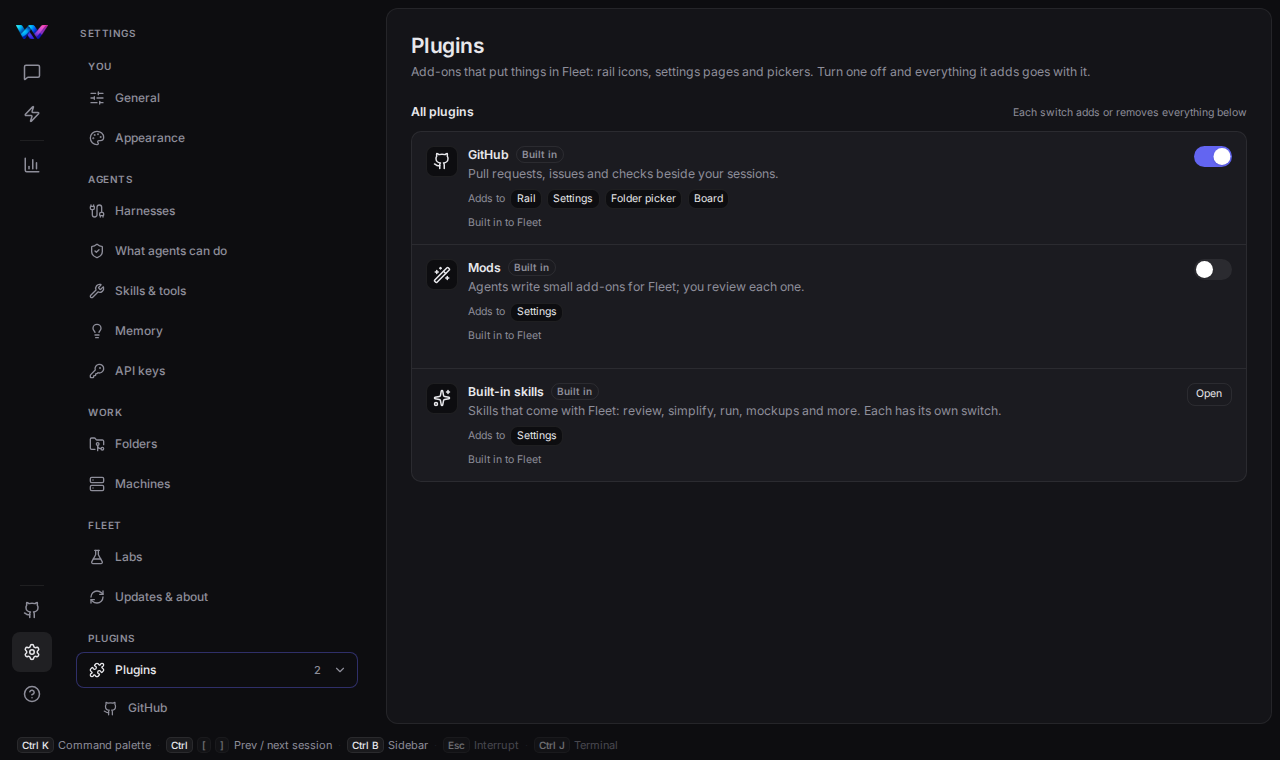 SETTINGS
YOU
General
Appearance
AGENTS
Harnesses
What agents can do
Skills & tools
Memory
API keys
WORK
Folders
Machines
FLEET
Labs
Updates & about
PLUGINS
Plugins 2
GitHub
Plugins
Add-ons that put things in Fleet: rail icons, settings pages and pickers. Turn one off and everything it adds goes with it.
All plugins Each switch adds or removes everything below
GitHub Built in
Pull requests, issues and checks beside your sessions.
Adds to Rail Settings Folder picker Board
Built in to Fleet
Mods Built in
Agents write small add-ons for Fleet; you review each one.
Adds to Settings
Built in to Fleet
Built-in skills Built in Open
Skills that come with Fleet: review, simplify, run, mockups and more. Each has its own switch.
Adds to Settings
Built in to Fleet
Ctrl K Command palette Ctrl [ ] Prev / next session Ctrl B Sidebar Esc Interrupt Ctrl J Terminal